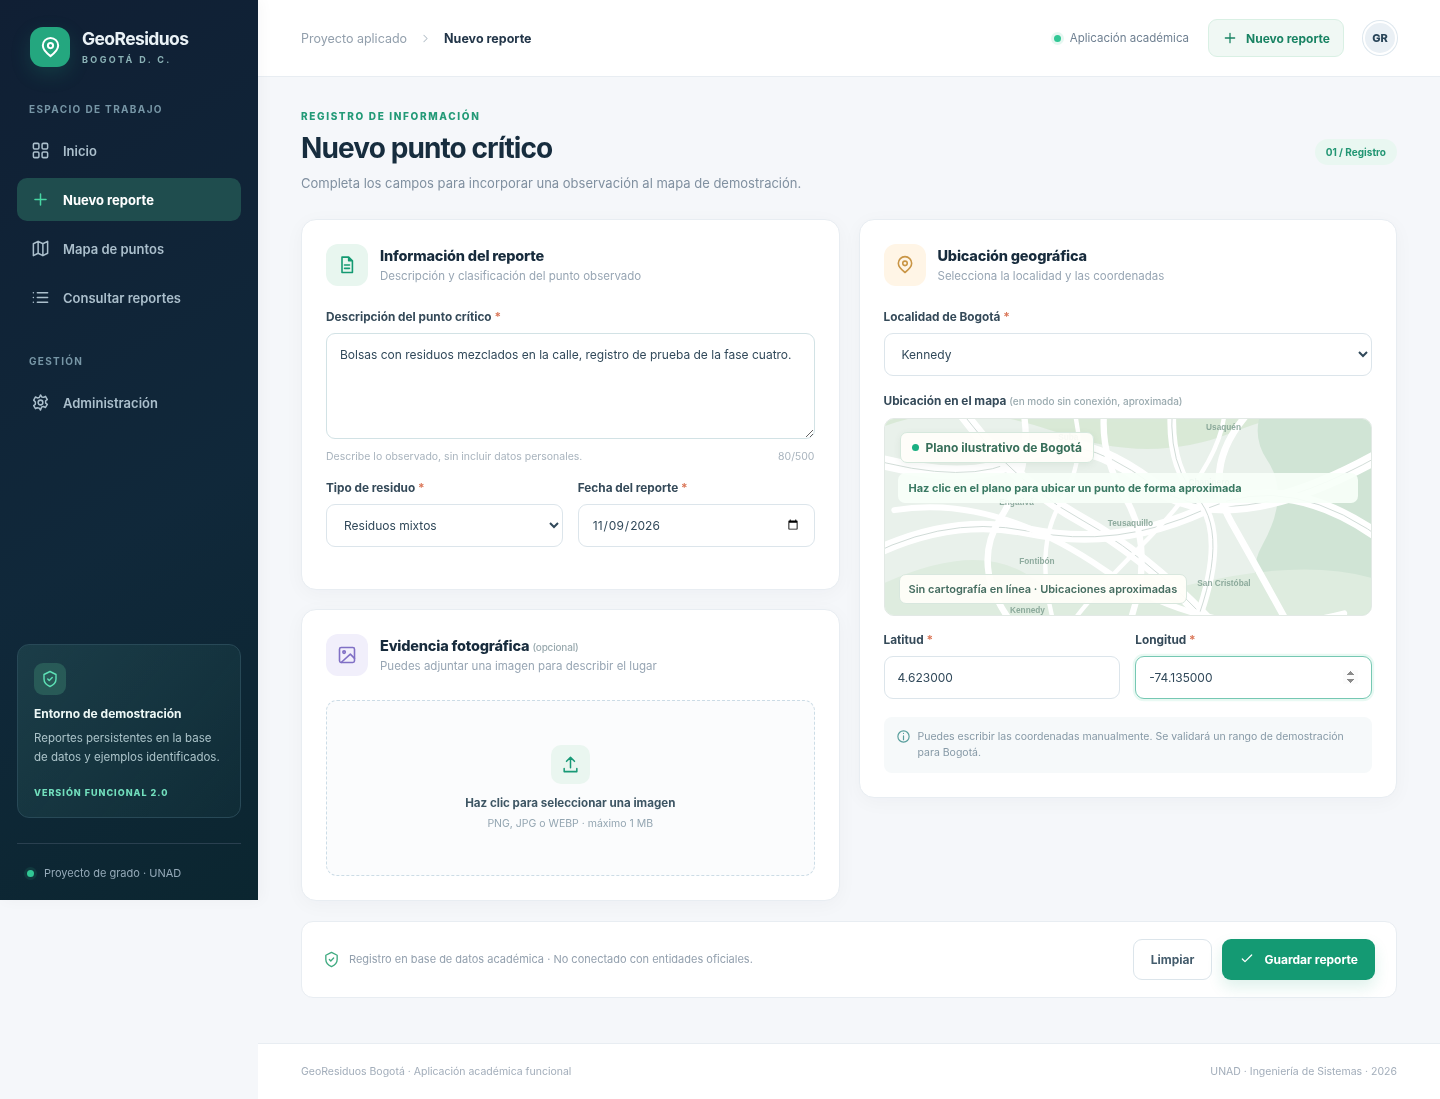 GeoResiduos
BOGOTÁ D. C.
ESPACIO DE TRABAJO
Inicio
Nuevo reporte
Mapa de puntos
Consultar reportes
GESTIÓN
Administración
Entorno de demostración
Reportes persistentes en la base
de datos y ejemplos identificados.
VERSIÓN FUNCIONAL 2.0
Proyecto de grado · UNAD
Proyecto aplicado
Nuevo reporte
Aplicación académica
Nuevo reporte
GR
REGISTRO DE INFORMACIÓN
Nuevo punto crítico
Completa los campos para incorporar una observación al mapa de demostración.
01 / Registro
Información del reporte
Descripción y clasificación del punto observado
Descripción del punto crítico *
Bolsas con residuos mezclados en la calle, registro de prueba de la fase cuatro.
Describe lo observado, sin incluir datos personales.
80/500
Tipo de residuo *
Residuos mixtos
Fecha del reporte *
11/09/2026
Evidencia fotográfica (opcional)
Puedes adjuntar una imagen para describir el lugar
Haz clic para seleccionar una imagen
PNG, JPG o WEBP · máximo 1 MB
Ubicación geográfica
Selecciona la localidad y las coordenadas
Localidad de Bogotá *
Kennedy
Ubicación en el mapa (en modo sin conexión, aproximada)
Usaquén
Plano ilustrativo de Bogotá
Haz clic en el plano para ubicar un punto de forma aproximada
Engativá
Teusaquillo
Fontibón
San Cristóbal
Sin cartografía en línea · Ubicaciones aproximadas
Kennedy
Latitud *
4.623000
Longitud *
-74.135000
Puedes escribir las coordenadas manualmente. Se validará un rango de demostración
para Bogotá.
Registro en base de datos académica · No conectado con entidades oficiales.
Limpiar
Guardar reporte
GeoResiduos Bogotá · Aplicación académica funcional
UNAD · Ingeniería de Sistemas · 2026